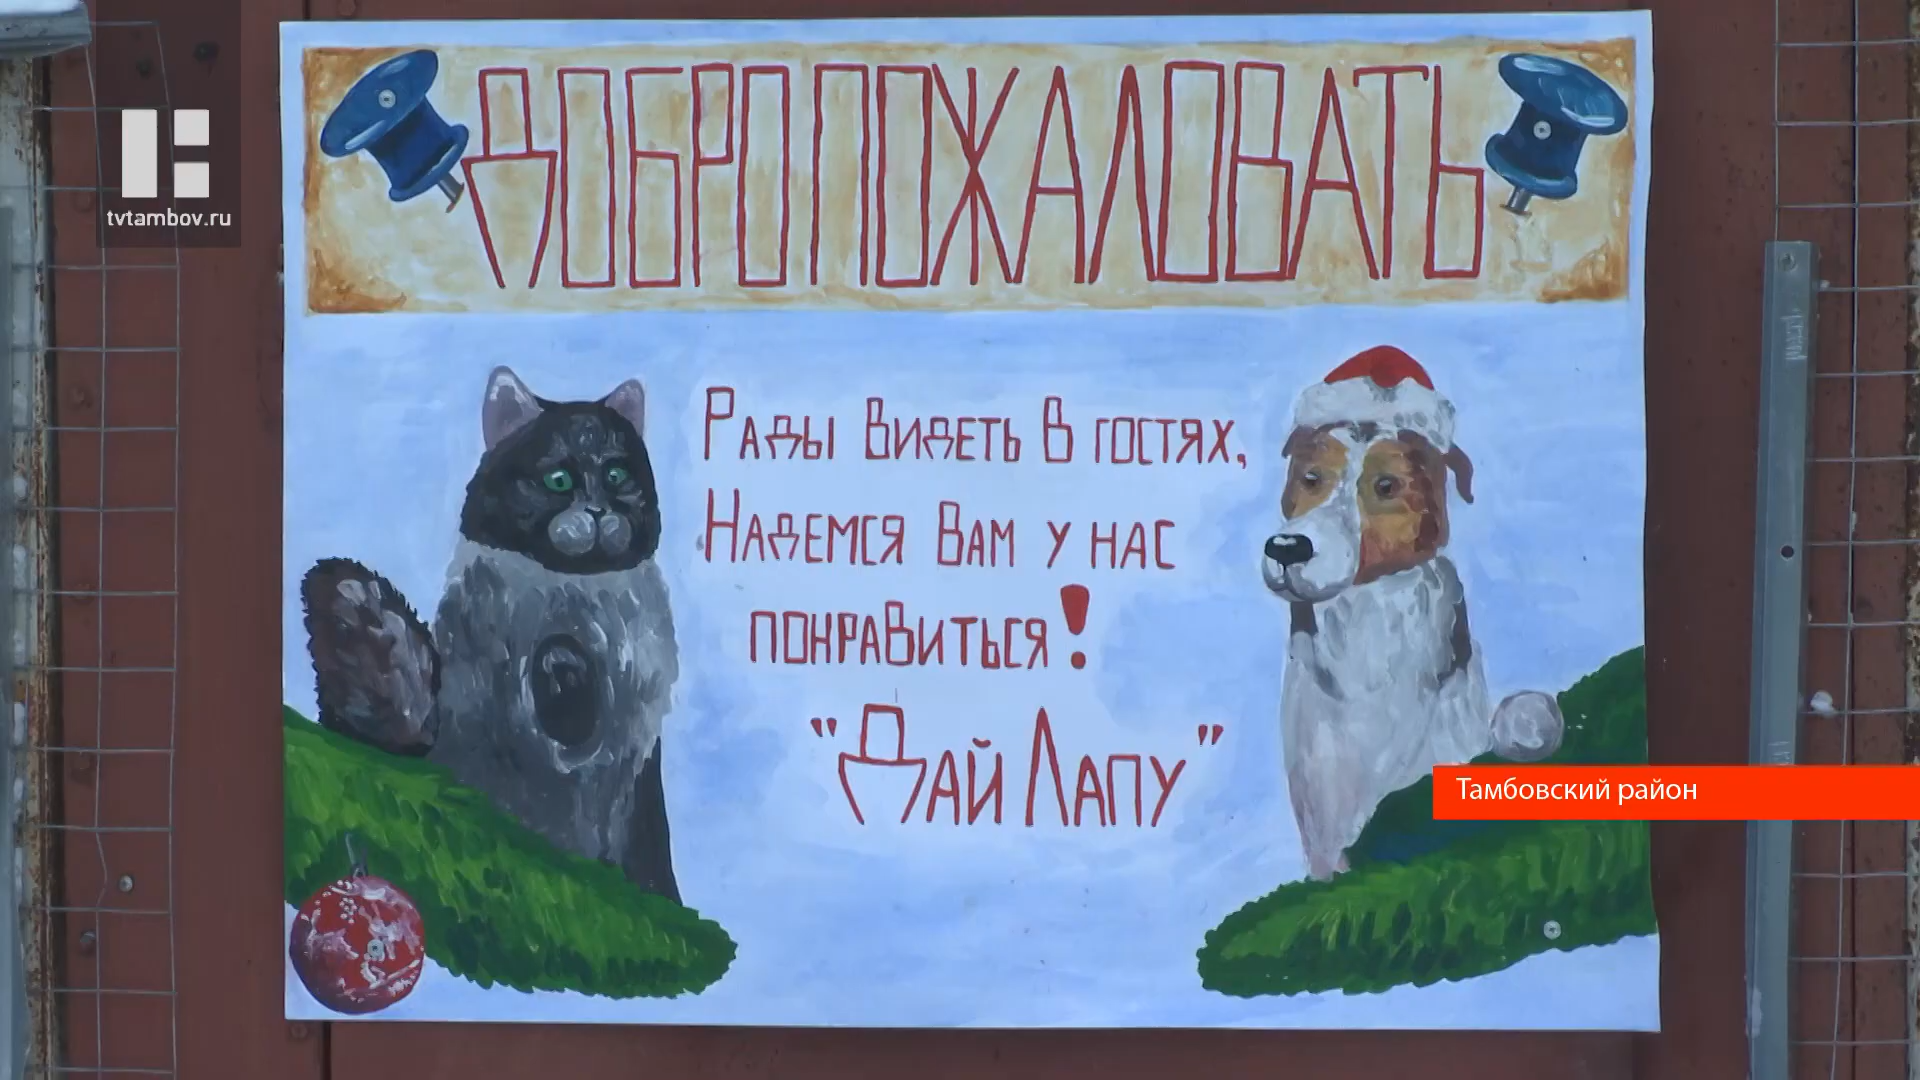 tvtambov.ru
ДОБРО ПОЖАЛОВАТЬ
Рады видеть в гостях,
Надемся вам у нас
понравиться!
"Дай Лапу"
Тамбовский район